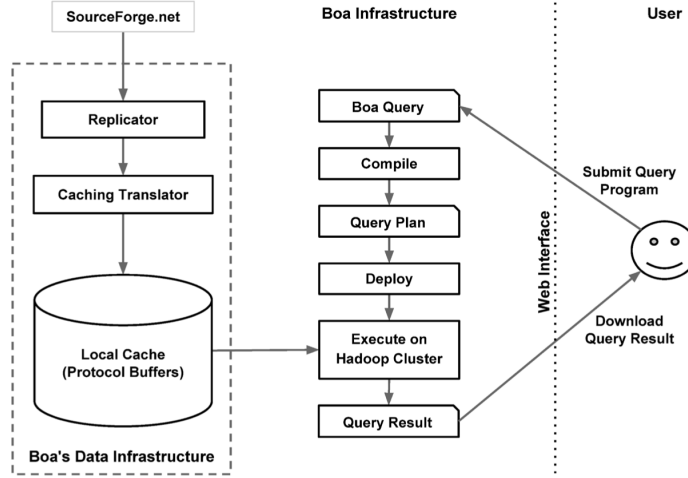 SourceForge.net
Boa Infrastructure
User
Replicator
Caching Translator
Local Cache
(Protocol Buffers)
Boa's Data Infrastructure
Boa Query
Compile
Query Plan
Deploy
Execute on
Hadoop Cluster
Query Result
Web Interface
Submit Query
Program
Download
Query Result